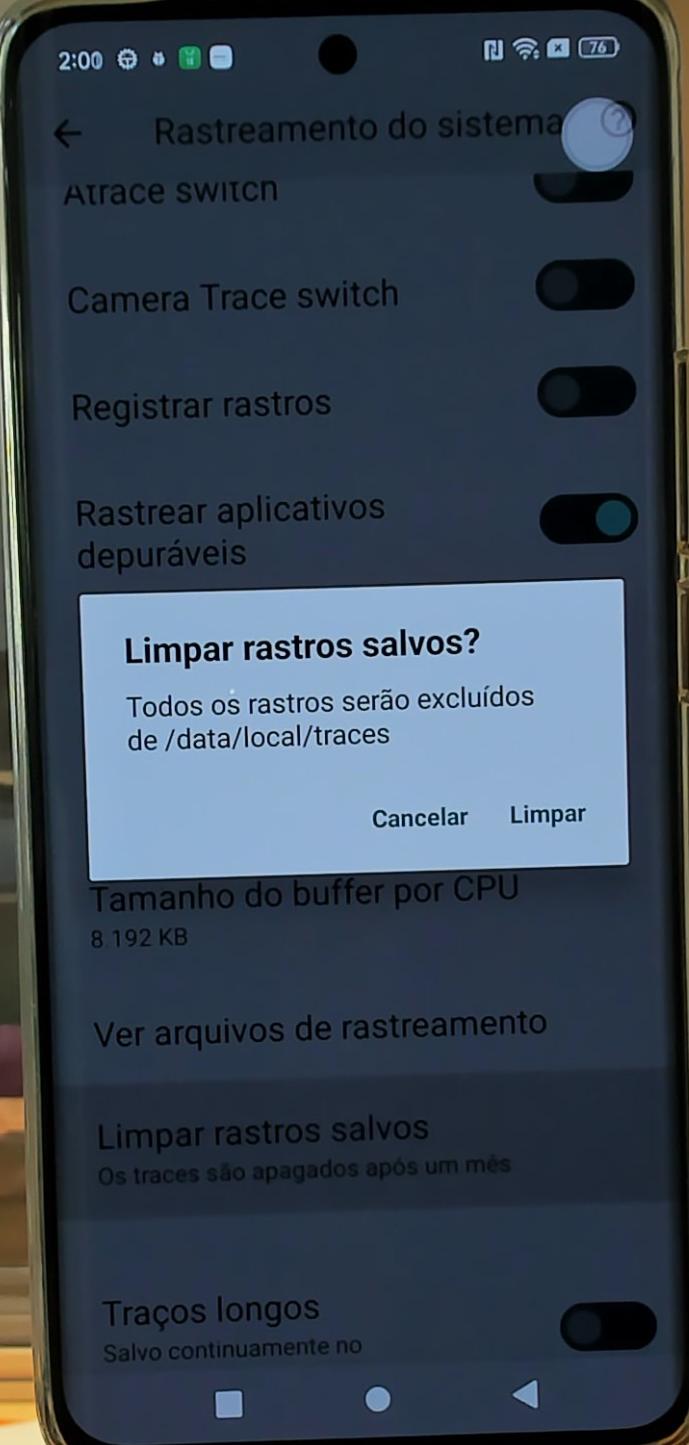 2:00
76
Rastreamento do sistema
?
Atrace switch
Camera Trace switch
Registrar rastros
Rastrear aplicativos
depuráveis
Limpar rastros salvos?
Todos os rastros serão excluídos
de /data/local/traces
Cancelar Limpar
Tamanho do buffer por CPU
8.192 KB
Ver arquivos de rastreamento
Limpar rastros salvos
Os traces são apagados após um mês
Traços longos
Salvo continuamente no